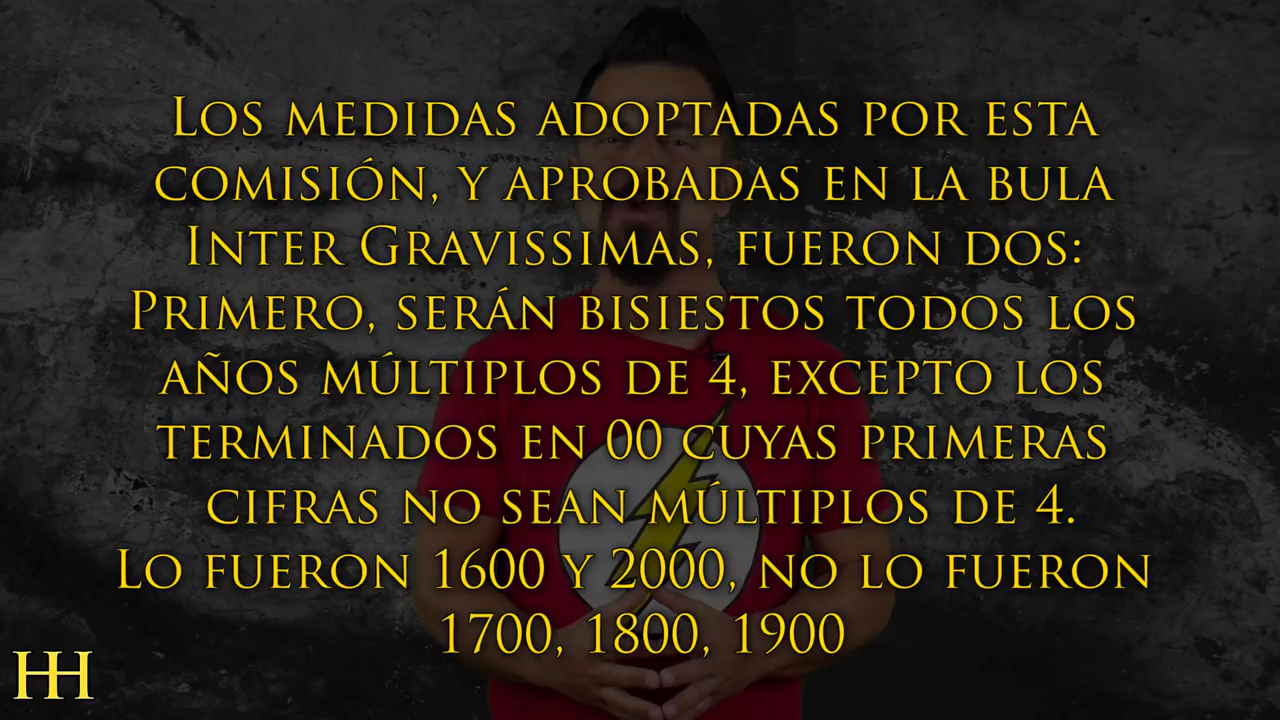 Los medidas adoptadas por esta
comisión, y aprobadas en la bula
Inter Gravissimas, fueron dos:
Primero, serán bisiestos todos los
años múltiplos de 4, excepto los
terminados en 00 cuyas primeras
cifras no sean múltiplos de 4.
Lo fueron 1600 y 2000, no lo fueron
1700, 1800, 1900
HH